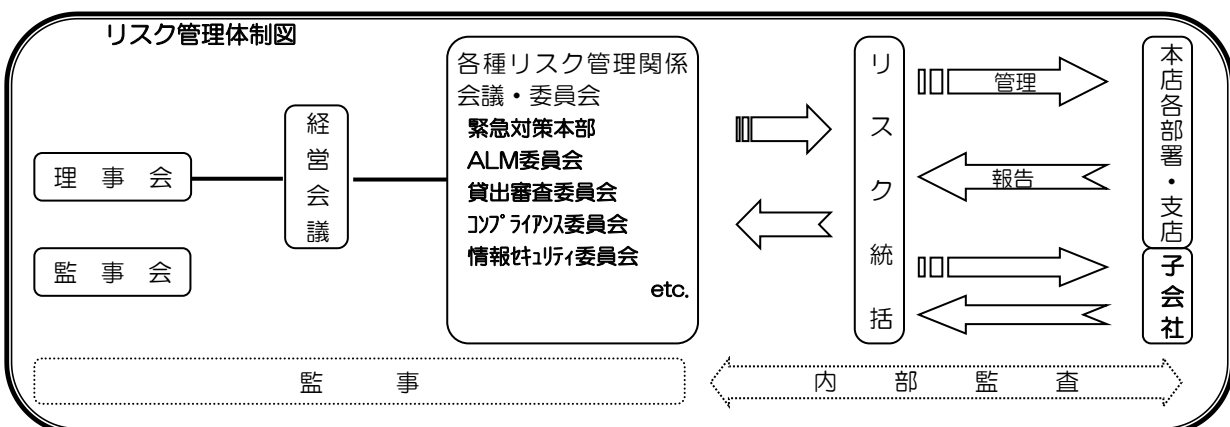 リスク管理体制図
理事会
監事会
経営会議
各種リスク管理関係
会議・委員会
緊急対策本部
ALM委員会
貸出審査委員会
ｺﾝﾌﾟﾗｲｱﾝｽ委員会
情報ｾｷｭﾘﾃｨ委員会
etc.
リスク統括
管理
報告
本店各部署・支店
子会社
監事
内部監査